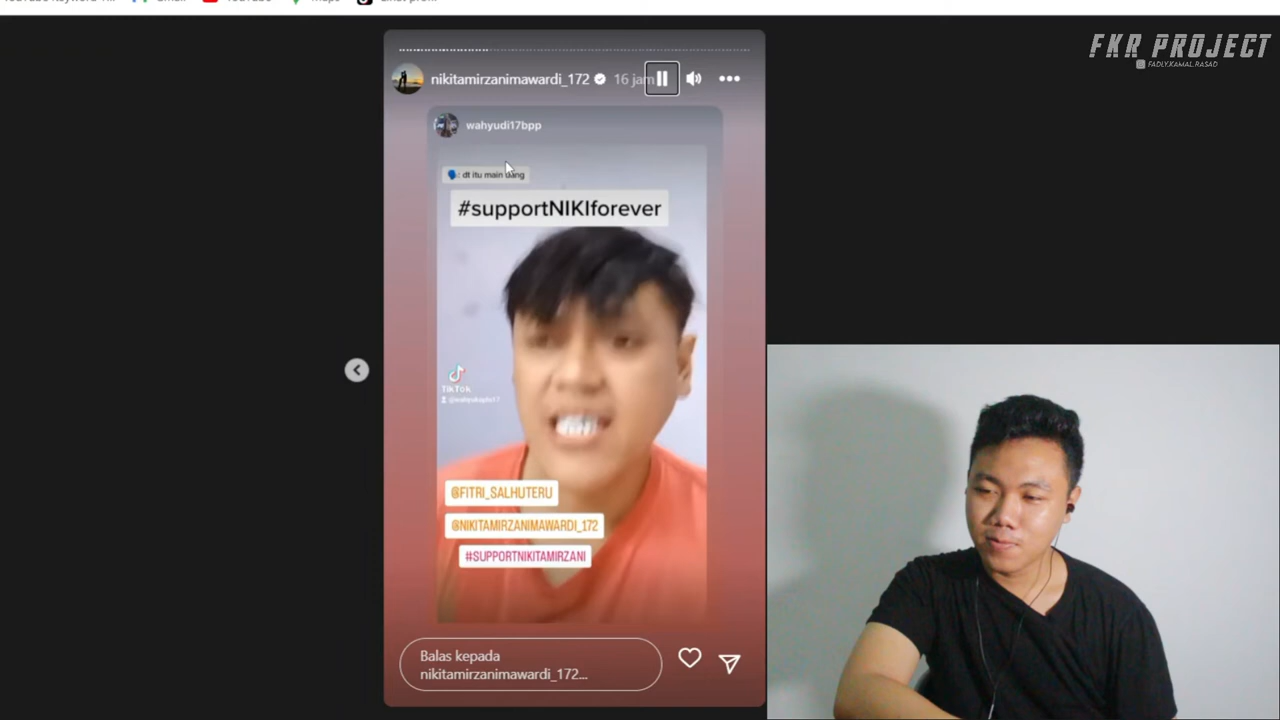 FKR PROJECT
FADLY.KAMAL.RASAD
nikitamirzanimawardi_172 16 jam
wahyudi17bpp
dt itu main uang
#supportNIKIforever
TikTok
@FITRI_SALHUTERU
@NIKITAMIRZANIMAWARDI_172
#SUPPORTNIKITAMIRZANI
Balas kepada
nikitamirzanimawardi_172...